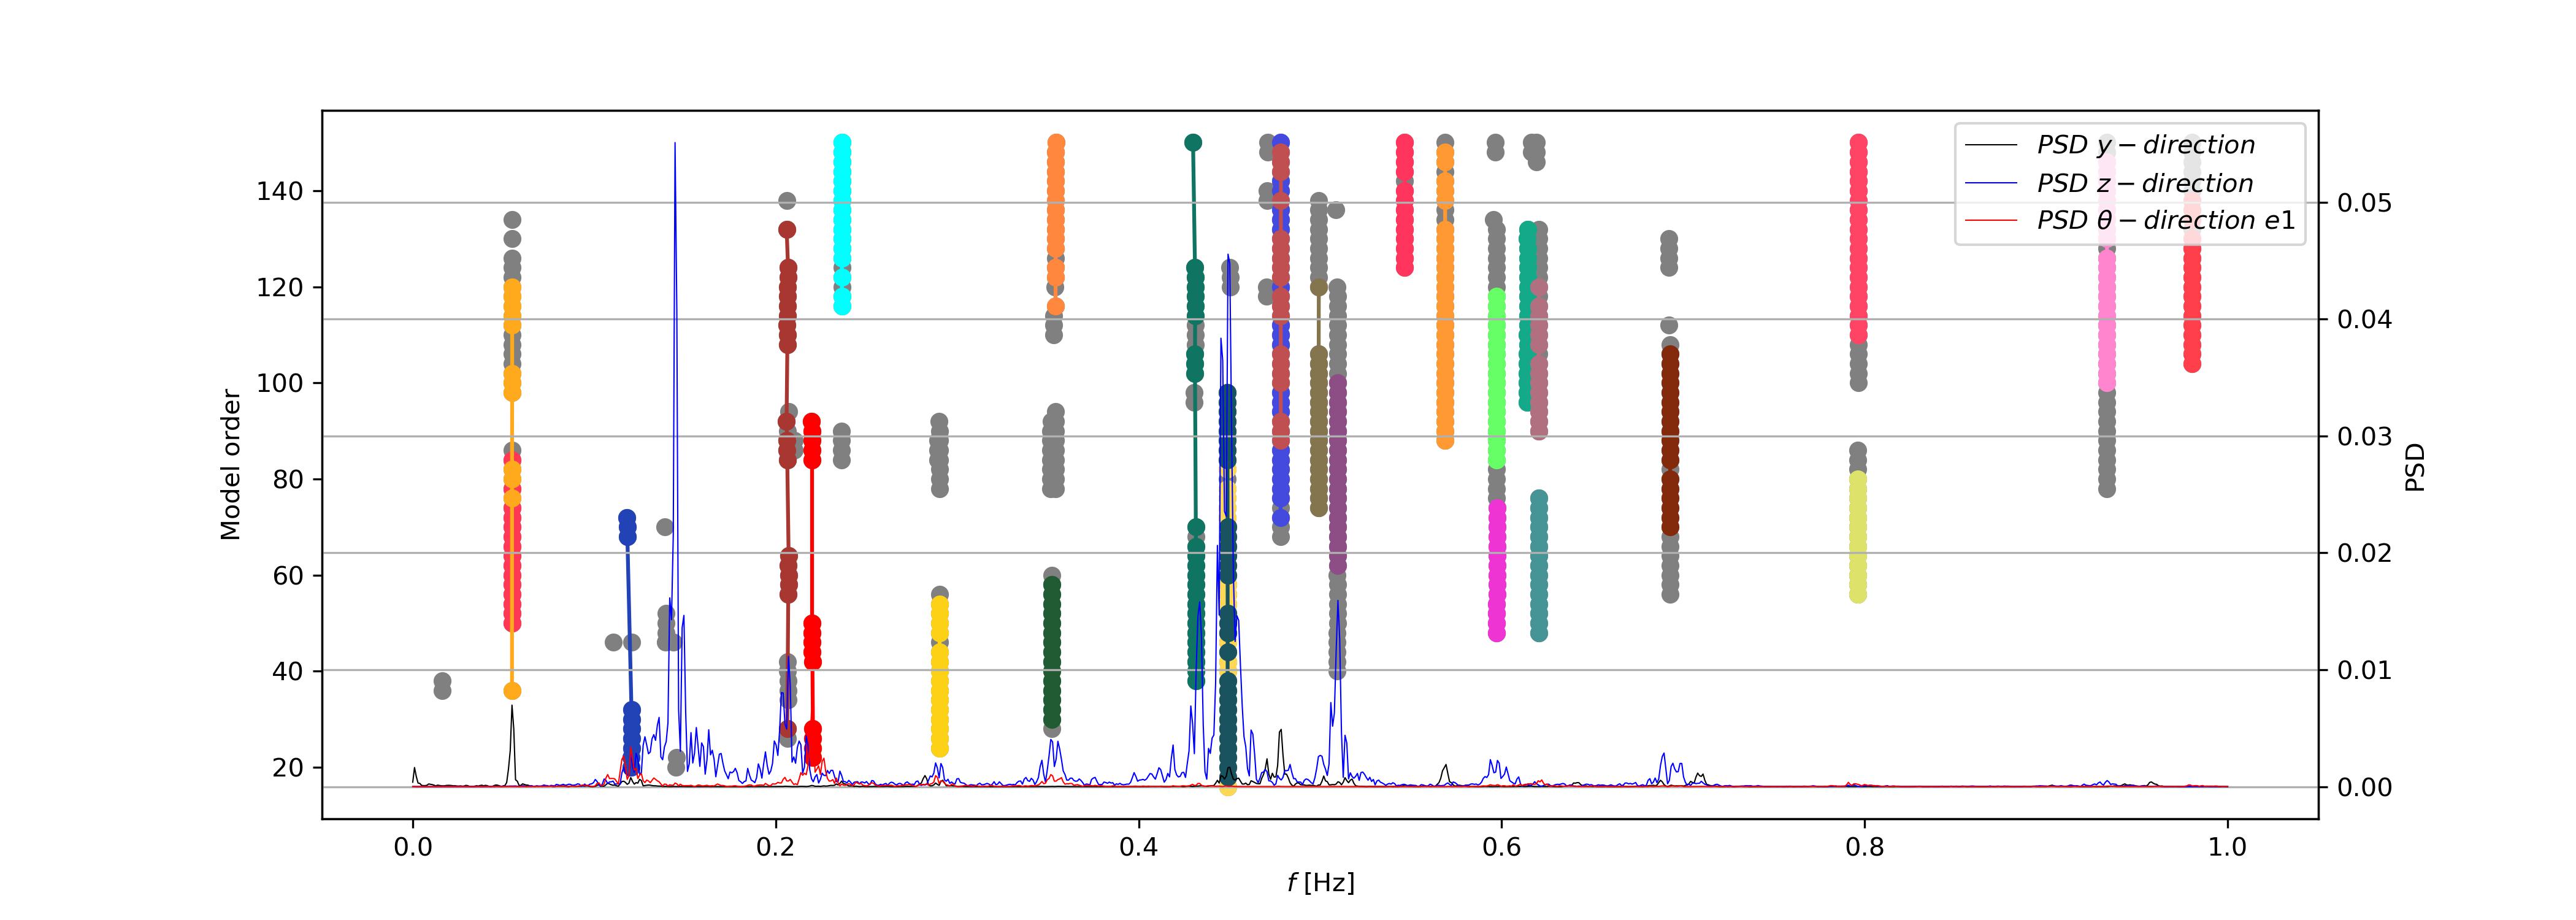 PSD y − direction
PSD z − direction
PSD θ − direction e1
Model order
140
120
100
80
60
40
20
0.05
0.04
0.03
0.02
0.01
0.00
PSD
0.0 0.2 0.4 0.6 0.8 1.0
f [Hz]